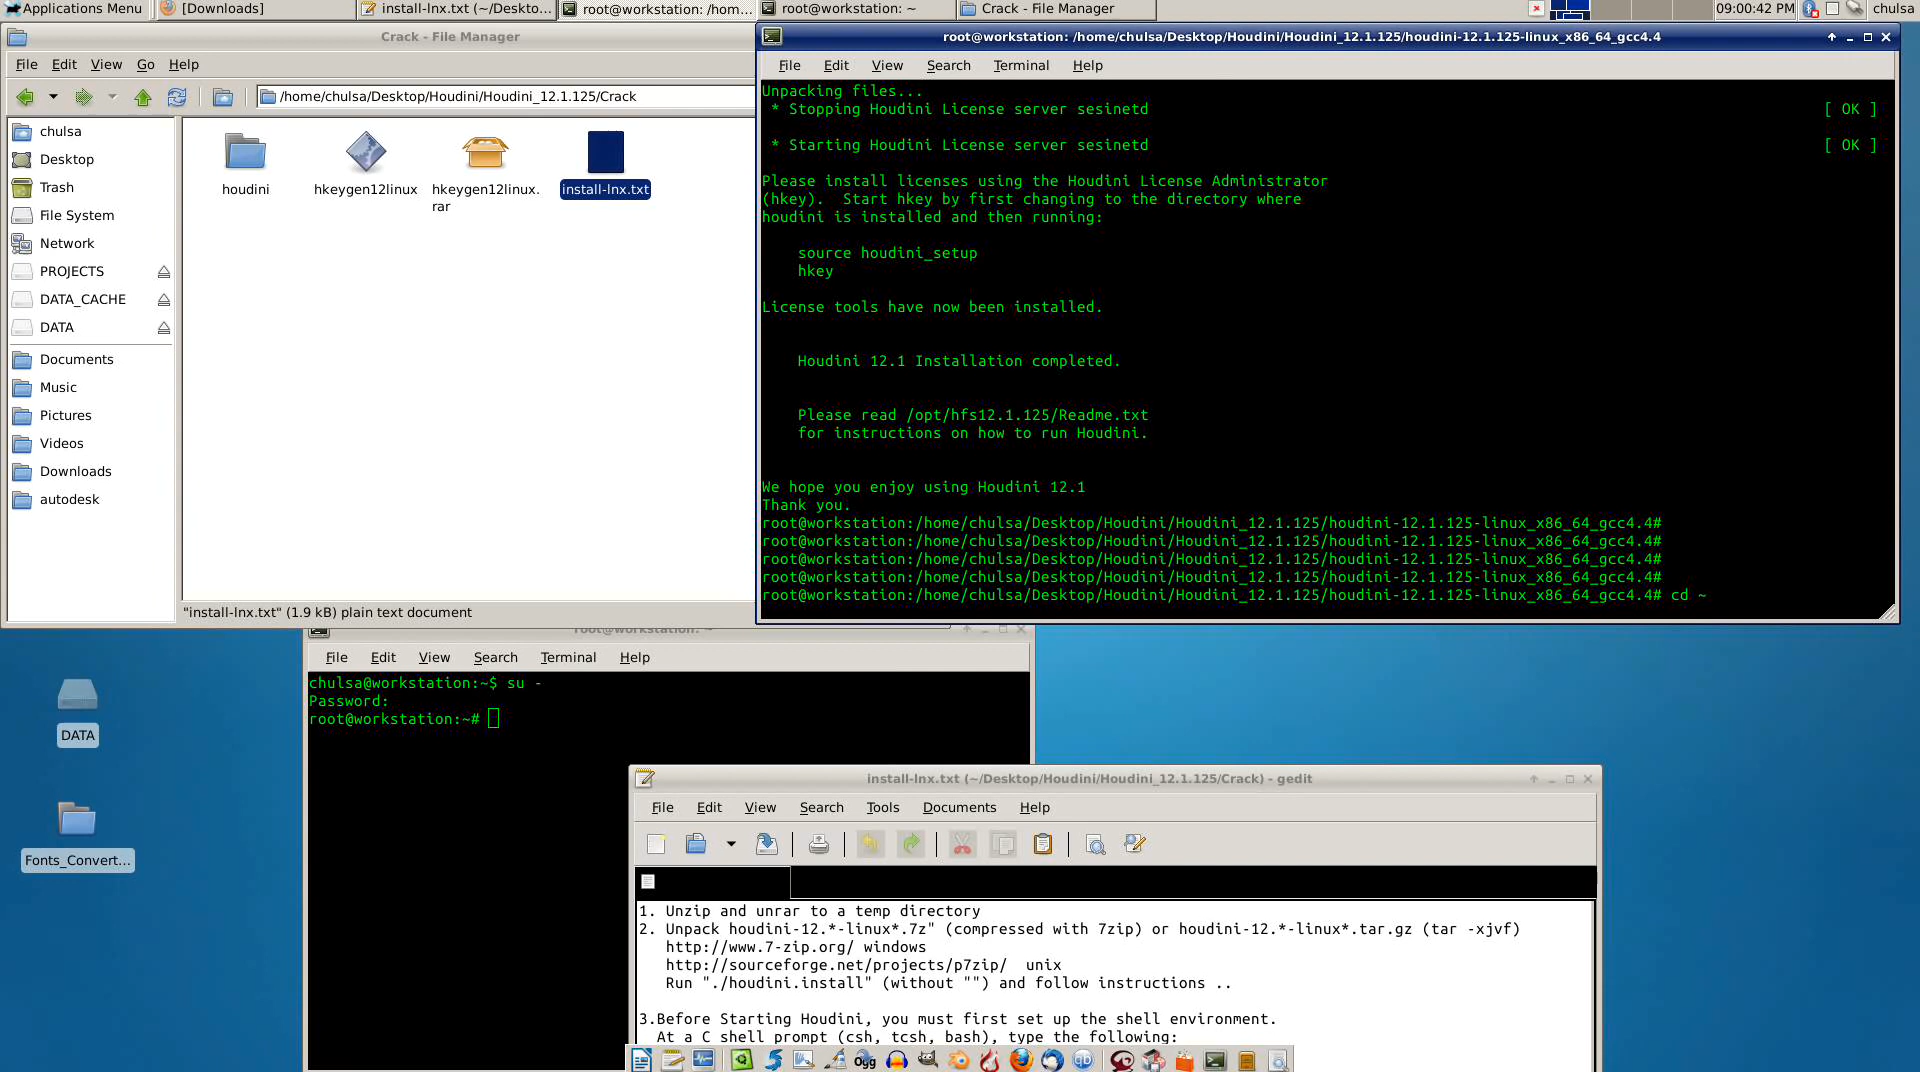 Applications Menu
[Downloads]
install-lnx.txt (~/Deskto...
root@workstation: /hom...
root@workstation: ~
Crack - File Manager
09:00:42 PM
chulsa
Crack - File Manager
File Edit View Go Help
/home/chulsa/Desktop/Houdini/Houdini_12.1.125/Crack
chulsa
Desktop
Trash
File System
Network
PROJECTS
DATA_CACHE
DATA
Documents
Music
Pictures
Videos
Downloads
autodesk
houdini
hkeygen12linux
hkeygen12linux.
rar
install-lnx.txt
"install-lnx.txt" (1.9 kB) plain text document
root@workstation: /home/chulsa/Desktop/Houdini/Houdini_12.1.125/houdini-12.1.125-linux_x86_64_gcc4.4
File Edit View Search Terminal Help
Unpacking files...
* Stopping Houdini License server sesinetd [ OK ]
* Starting Houdini License server sesinetd [ OK ]
Please install licenses using the Houdini License Administrator
(hkey).  Start hkey by first changing to the directory where
houdini is installed and then running:
source houdini_setup
hkey
License tools have now been installed.
Houdini 12.1 Installation completed.
Please read /opt/hfs12.1.125/Readme.txt
for instructions on how to run Houdini.
We hope you enjoy using Houdini 12.1
Thank you.
root@workstation:/home/chulsa/Desktop/Houdini/Houdini_12.1.125/houdini-12.1.125-linux_x86_64_gcc4.4#
root@workstation:/home/chulsa/Desktop/Houdini/Houdini_12.1.125/houdini-12.1.125-linux_x86_64_gcc4.4#
root@workstation:/home/chulsa/Desktop/Houdini/Houdini_12.1.125/houdini-12.1.125-linux_x86_64_gcc4.4#
root@workstation:/home/chulsa/Desktop/Houdini/Houdini_12.1.125/houdini-12.1.125-linux_x86_64_gcc4.4#
root@workstation:/home/chulsa/Desktop/Houdini/Houdini_12.1.125/houdini-12.1.125-linux_x86_64_gcc4.4# cd ~
root@workstation: ~
File Edit View Search Terminal Help
chulsa@workstation:~$ su -
Password:
root@workstation:~#
DATA
Fonts_Convert...
install-lnx.txt (~/Desktop/Houdini/Houdini_12.1.125/Crack) - gedit
File Edit View Search Tools Documents Help
1. Unzip and unrar to a temp directory
2. Unpack houdini-12.*-linux*.7z" (compressed with 7zip) or houdini-12.*-linux*.tar.gz (tar -xjvf)
http://www.7-zip.org/ windows
http://sourceforge.net/projects/p7zip/  unix
Run "./houdini.install" (without "") and follow instructions ..
3.Before Starting Houdini, you must first set up the shell environment.
At a C shell prompt (csh, tcsh, bash), type the following:
Ogg
qb